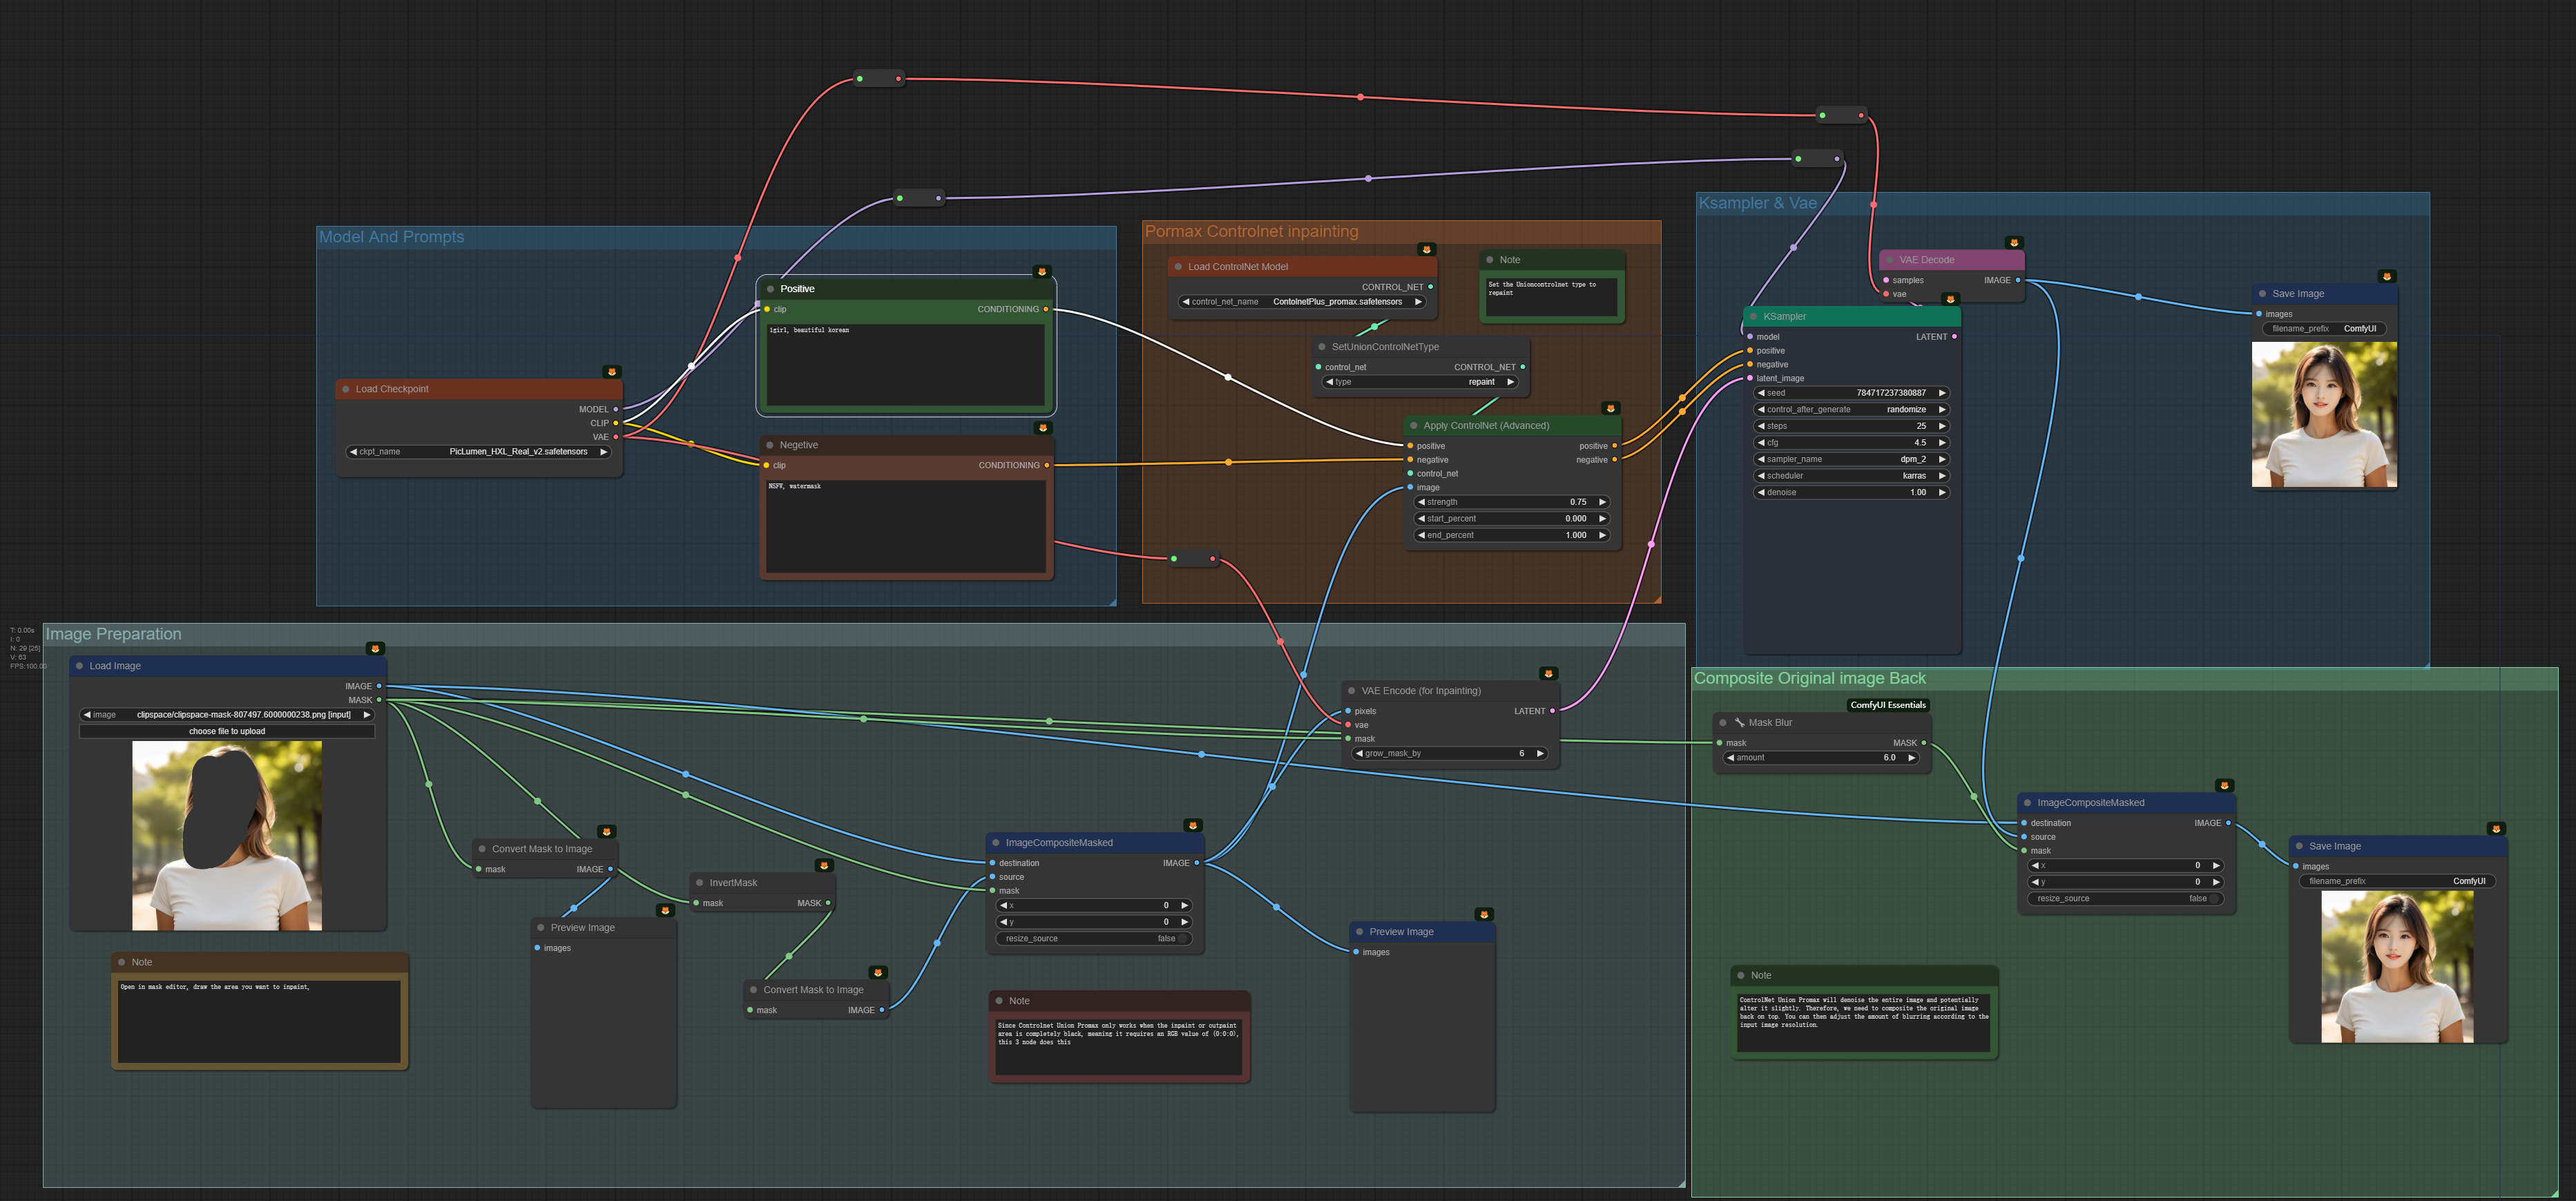 Model And Prompts
Load Checkpoint
MODEL
CLIP
VAE
ckpt_name PicLumen_HXL_Real_v2.safetensors
Positive
clip CONDITIONING
1girl, beautiful korean
Negetive
clip CONDITIONING
NSFW, watermask
Pormax Controlnet inpainting
Load ControlNet Model
CONTROL_NET
control_net_name ContolnetPlus_promax.safetensors
Note
Set the Unioncontrolnet type to
repaint
SetUnionControlNetType
control_net CONTROL_NET
type repaint
Apply ControlNet (Advanced)
positive positive
negative negative
control_net
image
strength 0.75
start_percent 0.000
end_percent 1.000
Ksampler & Vae
VAE Decode
samples IMAGE
vae
KSampler
model LATENT
positive
negative
latent_image
seed 784717237380887
control_after_generate randomize
steps 25
cfg 4.5
sampler_name dpm_2
scheduler karras
denoise 1.00
Save Image
images
filename_prefix ComfyUI
T: 0.00s
I: 0
N: 29 [25]
V: 63
FPS:100.00
Image Preparation
Load Image
IMAGE
MASK
image clipspace/clipspace-mask-807497.6000000238.png [input]
choose file to upload
Note
Open in mask editor, draw the area you want to inpaint,
Convert Mask to Image
mask IMAGE
Preview Image
images
InvertMask
mask MASK
Convert Mask to Image
mask IMAGE
ImageCompositeMasked
destination IMAGE
source
mask
x 0
y 0
resize_source false
Note
Since Controlnet Union Promax only works when the inpaint or outpaint
area is completely black, meaning it requires an RGB value of (0:0:0),
this 3 node does this
VAE Encode (for Inpainting)
pixels LATENT
vae
mask
grow_mask_by 6
Preview Image
images
Composite Original image Back
ComfyUI Essentials
Mask Blur
mask MASK
amount 6.0
ImageCompositeMasked
destination IMAGE
source
mask
x 0
y 0
resize_source false
Save Image
images
filename_prefix ComfyUI
Note
ControlNet Union Promax will denoise the entire image and potentially
alter it slightly. Therefore, we need to composite the original image
back on top. You can then adjust the amount of blurring according to the
input image resolution.